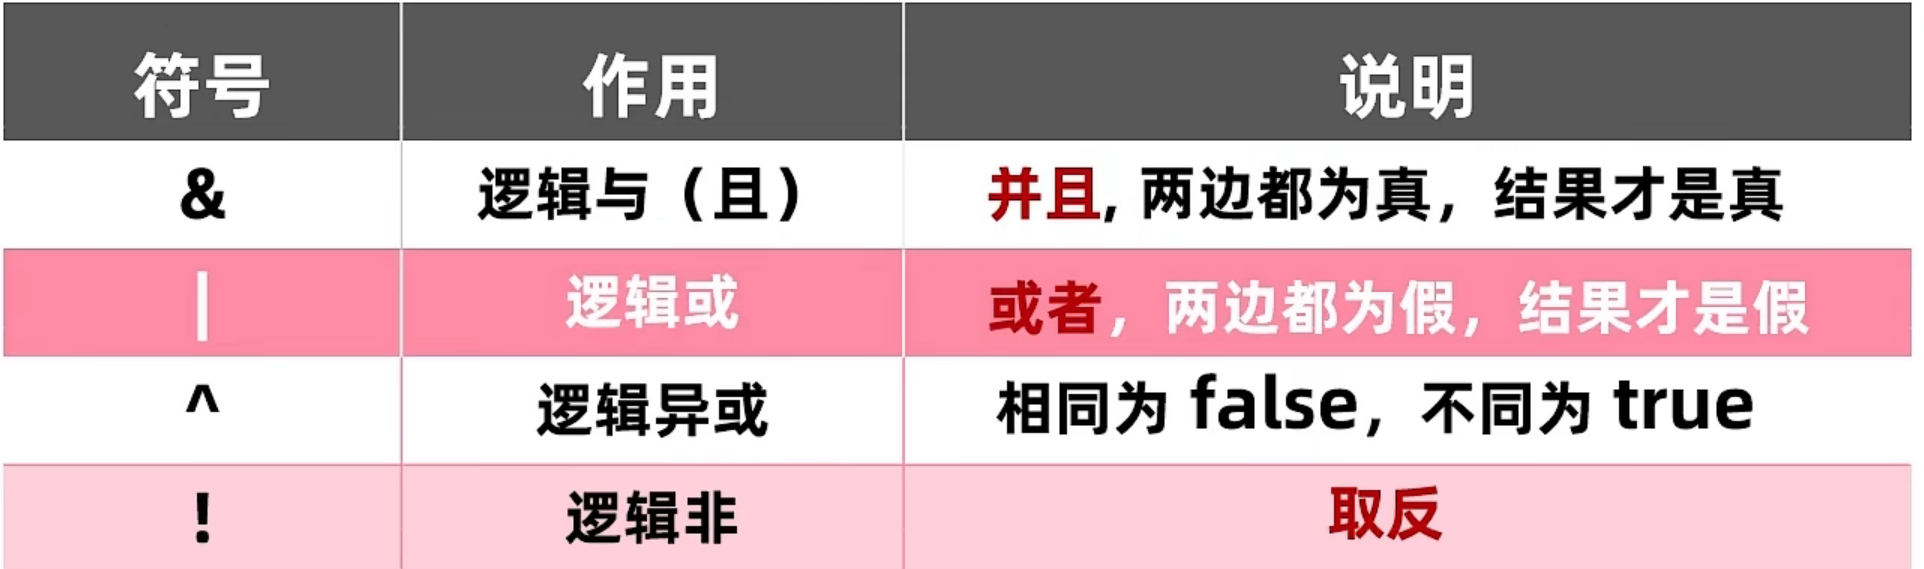 符号 作用 说明
& 逻辑与（且） 并且, 两边都为真，结果才是真
| 逻辑或 或者，两边都为假，结果才是假
^ 逻辑异或 相同为 false，不同为 true
! 逻辑非 取反